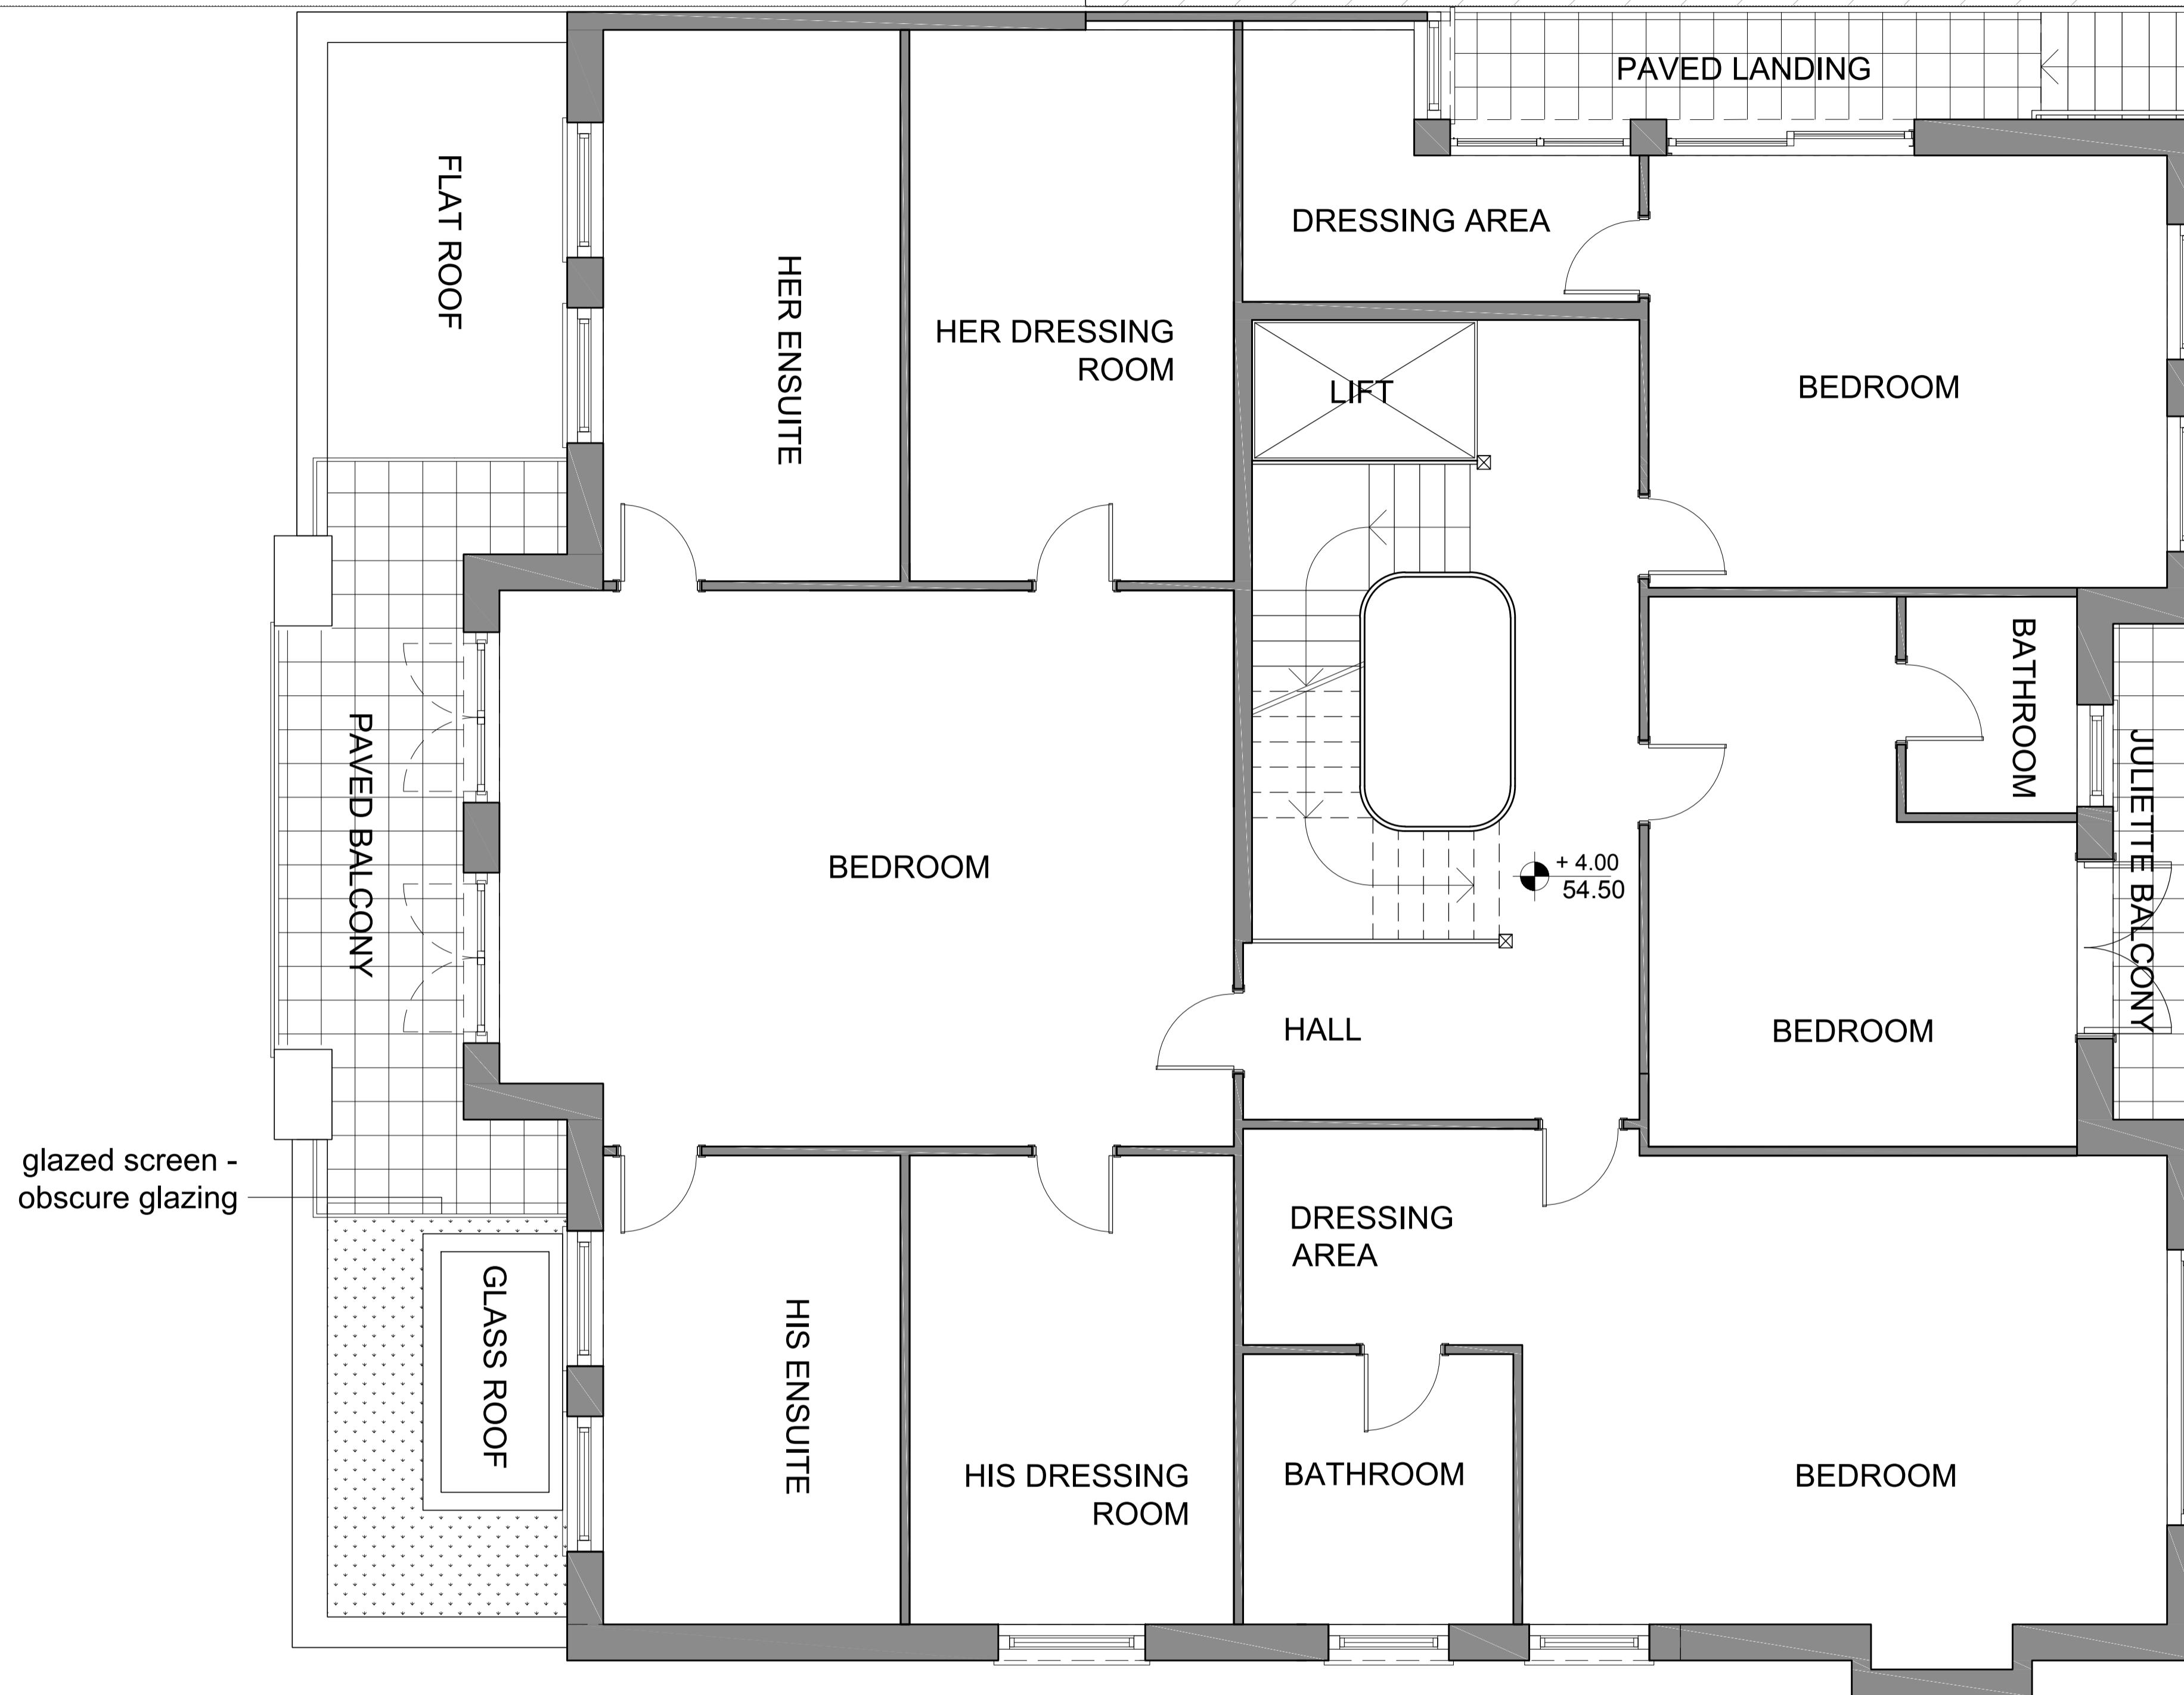 PAVED LANDING
FLAT ROOF
HER ENSUITE
HER DRESSING
ROOM
DRESSING AREA
LIFT
BEDROOM
BATHROOM
JULIETTE BALCONY
PAVED BALCONY
BEDROOM
+ 4.00
54.50
HALL
BEDROOM
glazed screen -
obscure glazing
DRESSING
AREA
GLASS ROOF
HIS ENSUITE
HIS DRESSING
ROOM
BATHROOM
BEDROOM